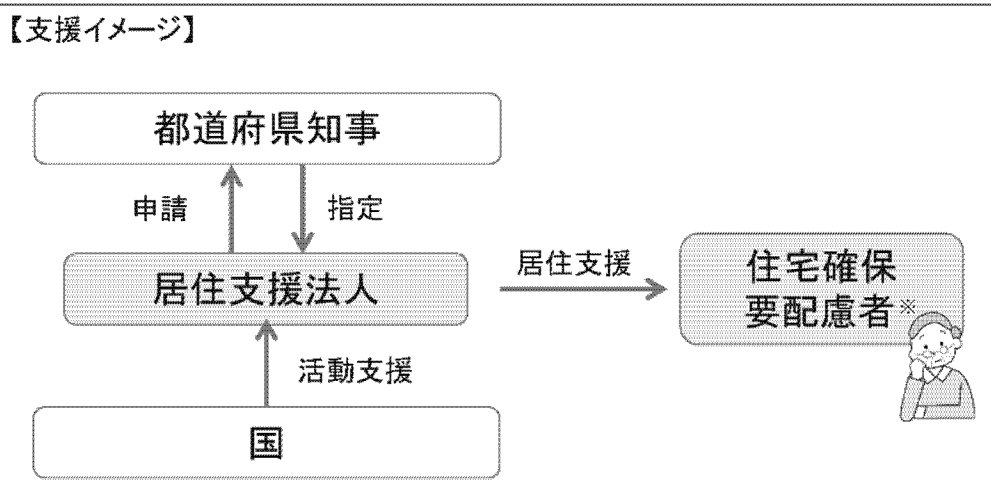 【支援イメージ】
都道府県知事
申請
指定
居住支援法人
居住支援
住宅確保
要配慮者※
活動支援
国